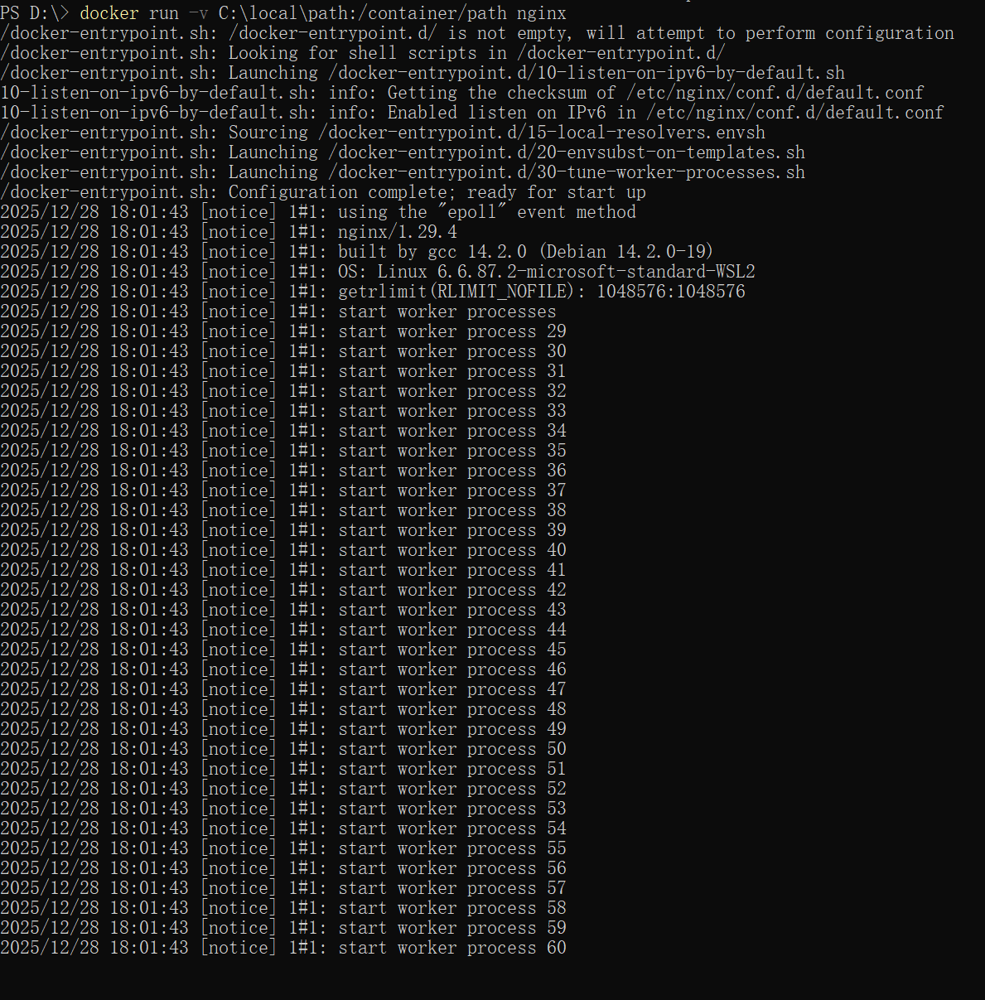 PS D:\> docker run -v C:\local\path:/container/path nginx
/docker-entrypoint.sh: /docker-entrypoint.d/ is not empty, will attempt to perform configuration
/docker-entrypoint.sh: Looking for shell scripts in /docker-entrypoint.d/
/docker-entrypoint.sh: Launching /docker-entrypoint.d/10-listen-on-ipv6-by-default.sh
10-listen-on-ipv6-by-default.sh: info: Getting the checksum of /etc/nginx/conf.d/default.conf
10-listen-on-ipv6-by-default.sh: info: Enabled listen on IPv6 in /etc/nginx/conf.d/default.conf
/docker-entrypoint.sh: Sourcing /docker-entrypoint.d/15-local-resolvers.envsh
/docker-entrypoint.sh: Launching /docker-entrypoint.d/20-envsubst-on-templates.sh
/docker-entrypoint.sh: Launching /docker-entrypoint.d/30-tune-worker-processes.sh
/docker-entrypoint.sh: Configuration complete; ready for start up
2025/12/28 18:01:43 [notice] 1#1: using the "epoll" event method
2025/12/28 18:01:43 [notice] 1#1: nginx/1.29.4
2025/12/28 18:01:43 [notice] 1#1: built by gcc 14.2.0 (Debian 14.2.0-19)
2025/12/28 18:01:43 [notice] 1#1: OS: Linux 6.6.87.2-microsoft-standard-WSL2
2025/12/28 18:01:43 [notice] 1#1: getrlimit(RLIMIT_NOFILE): 1048576:1048576
2025/12/28 18:01:43 [notice] 1#1: start worker processes
2025/12/28 18:01:43 [notice] 1#1: start worker process 29
2025/12/28 18:01:43 [notice] 1#1: start worker process 30
2025/12/28 18:01:43 [notice] 1#1: start worker process 31
2025/12/28 18:01:43 [notice] 1#1: start worker process 32
2025/12/28 18:01:43 [notice] 1#1: start worker process 33
2025/12/28 18:01:43 [notice] 1#1: start worker process 34
2025/12/28 18:01:43 [notice] 1#1: start worker process 35
2025/12/28 18:01:43 [notice] 1#1: start worker process 36
2025/12/28 18:01:43 [notice] 1#1: start worker process 37
2025/12/28 18:01:43 [notice] 1#1: start worker process 38
2025/12/28 18:01:43 [notice] 1#1: start worker process 39
2025/12/28 18:01:43 [notice] 1#1: start worker process 40
2025/12/28 18:01:43 [notice] 1#1: start worker process 41
2025/12/28 18:01:43 [notice] 1#1: start worker process 42
2025/12/28 18:01:43 [notice] 1#1: start worker process 43
2025/12/28 18:01:43 [notice] 1#1: start worker process 44
2025/12/28 18:01:43 [notice] 1#1: start worker process 45
2025/12/28 18:01:43 [notice] 1#1: start worker process 46
2025/12/28 18:01:43 [notice] 1#1: start worker process 47
2025/12/28 18:01:43 [notice] 1#1: start worker process 48
2025/12/28 18:01:43 [notice] 1#1: start worker process 49
2025/12/28 18:01:43 [notice] 1#1: start worker process 50
2025/12/28 18:01:43 [notice] 1#1: start worker process 51
2025/12/28 18:01:43 [notice] 1#1: start worker process 52
2025/12/28 18:01:43 [notice] 1#1: start worker process 53
2025/12/28 18:01:43 [notice] 1#1: start worker process 54
2025/12/28 18:01:43 [notice] 1#1: start worker process 55
2025/12/28 18:01:43 [notice] 1#1: start worker process 56
2025/12/28 18:01:43 [notice] 1#1: start worker process 57
2025/12/28 18:01:43 [notice] 1#1: start worker process 58
2025/12/28 18:01:43 [notice] 1#1: start worker process 59
2025/12/28 18:01:43 [notice] 1#1: start worker process 60